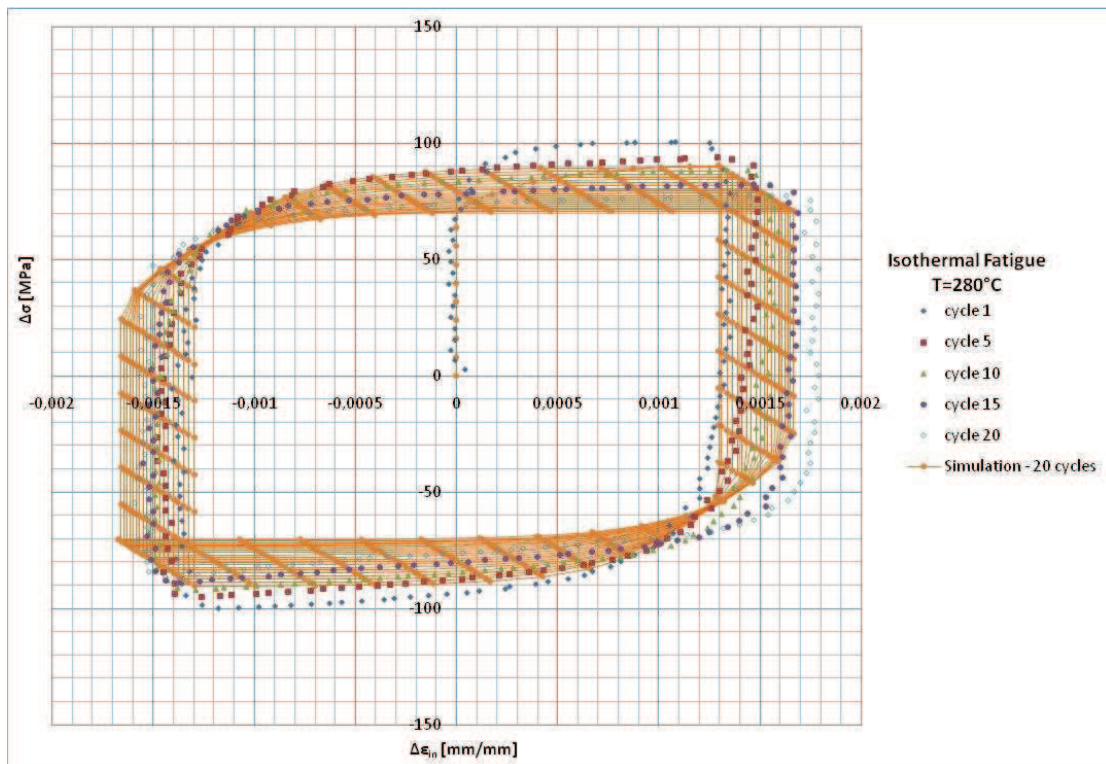 150
100
50
0
-50
-100
-150
-0,002
-0,0015
-0,001
-0,0005
0
0,0005
0,001
0,0015
0,002
Δσ [MPa]
Δε_in [mm/mm]
Isothermal Fatigue
T=280°C
cycle 1
cycle 5
cycle 10
cycle 15
cycle 20
Simulation - 20 cycles